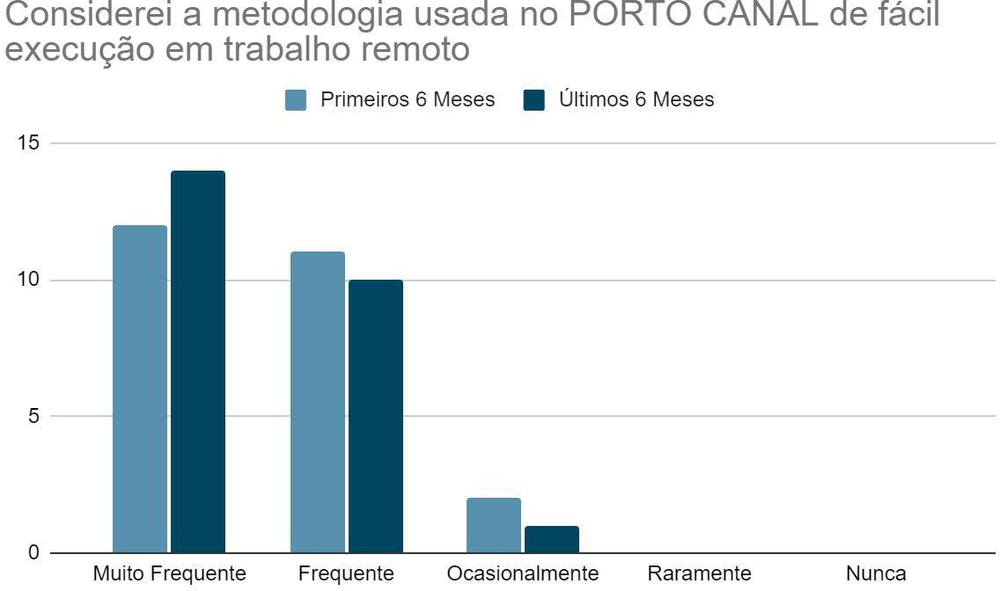 Considerei a metodologia usada no PORTO CANAL de fácil
execução em trabalho remoto
Primeiros 6 Meses Últimos 6 Meses
15
10
5
0
Muito Frequente Frequente Ocasionalmente Raramente Nunca